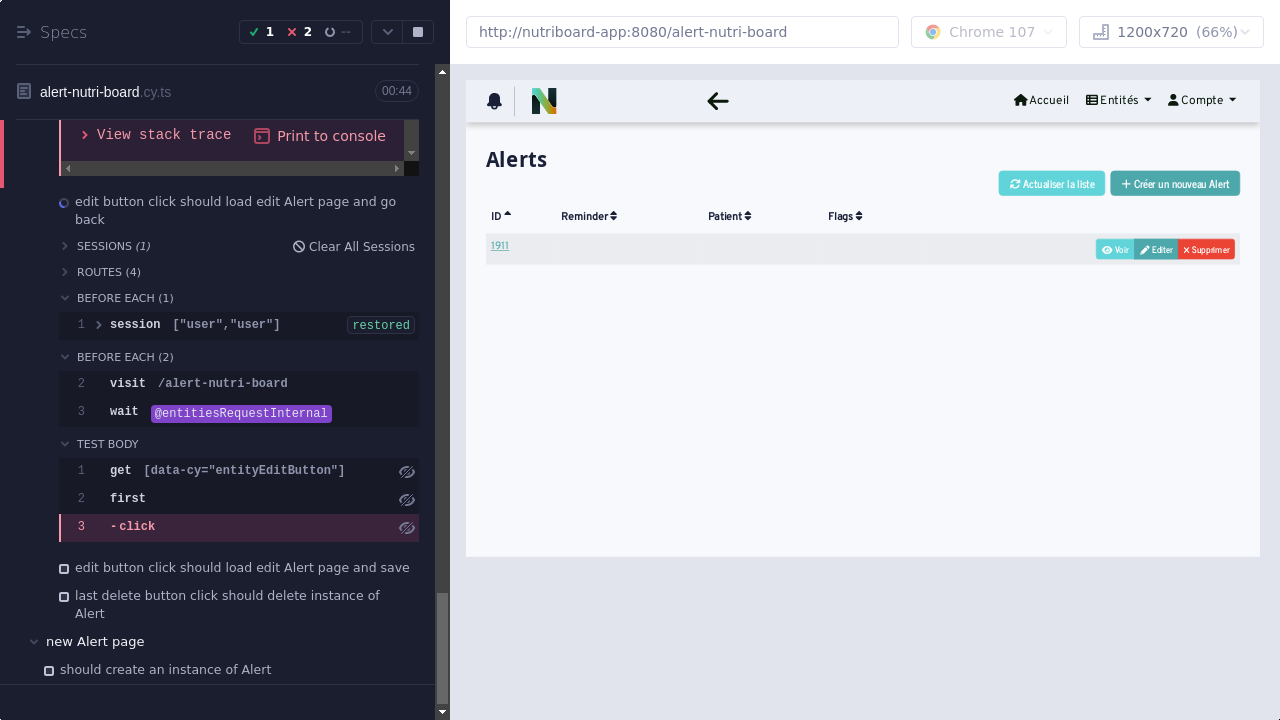 Specs
1
2
--
alert-nutri-board.cy.ts
00:44
View stack trace
Print to console
edit button click should load edit Alert page and go
back
SESSIONS (1)
Clear All Sessions
ROUTES (4)
BEFORE EACH (1)
1 session ["user","user"] restored
BEFORE EACH (2)
2 visit /alert-nutri-board
3 wait @entitiesRequestInternal
TEST BODY
1 get [data-cy="entityEditButton"]
2 first
3 -click
edit button click should load edit Alert page and save
last delete button click should delete instance of
Alert
new Alert page
should create an instance of Alert
http://nutriboard-app:8080/alert-nutri-board
Chrome 107
1200x720 (66%)
N
Accueil
Entités
Compte
Alerts
Actualiser la liste
Créer un nouveau Alert
ID Reminder Patient Flags
1911
Voir
Editer
Supprimer